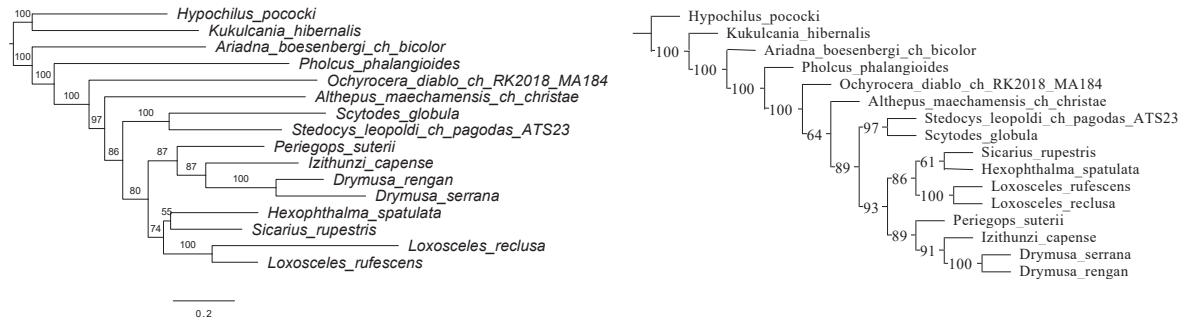 100
Hypochilus_pococki
Kukulcania_hibernalis
100
Ariadna_boesenbergi_ch_bicolor
100
Pholcus_phalangioides
100
Ochyrocera_diablo_ch_RK2018_MA184
97
Althepus_maechamensis_ch_christae
86
100
Scytodes_globula
Stedocys_leopoldi_ch_pagodas_ATS23
80
87
Periegops_suterii
87
Izithunzi_capense
100
Drymusa_rengan
Drymusa_serrana
74
55
Hexophthalma_spatulata
Sicarius_rupestris
100
Loxosceles_reclusa
Loxosceles_rufescens
0.2
Hypochilus_pococki
100
Kukulcania_hibernalis
100
Ariadna_boesenbergi_ch_bicolor
100
Pholcus_phalangioides
100
Ochyrocera_diablo_ch_RK2018_MA184
64
Althepus_maechamensis_ch_christae
89
97
Stedocys_leopoldi_ch_pagodas_ATS23
Scytodes_globula
93
86
61
Sicarius_rupestris
Hexophthalma_spatulata
100
Loxosceles_rufescens
Loxosceles_reclusa
89
Periegops_suterii
91
Izithunzi_capense
100
Drymusa_serrana
Drymusa_rengan